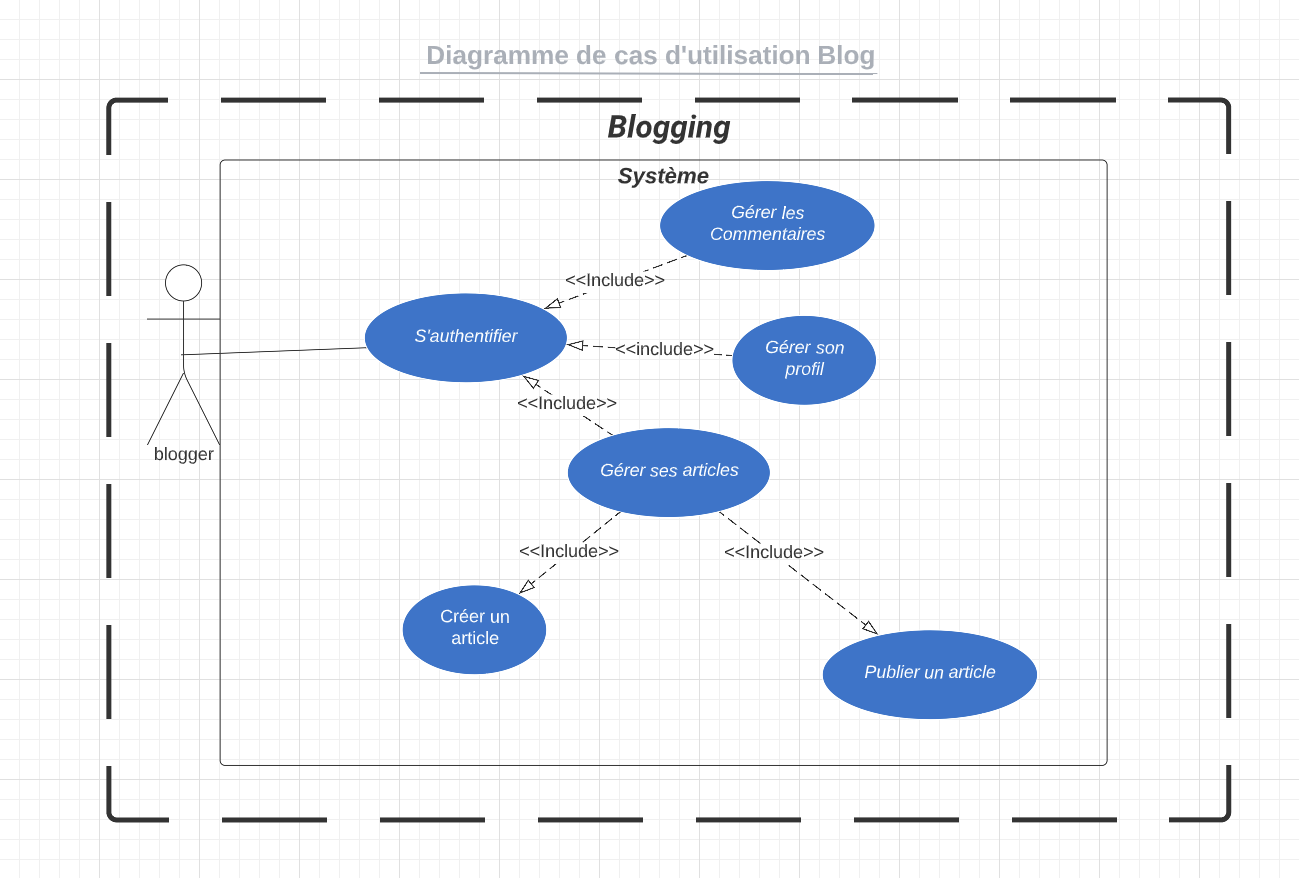 Diagramme de cas d'utilisation Blog
Blogging
Système
Gérer les
Commentaires
<<Include>>
S'authentifier
<<include>>
Gérer son
profil
<<Include>>
blogger
Gérer ses articles
<<Include>>
<<Include>>
Créer un
article
Publier un article